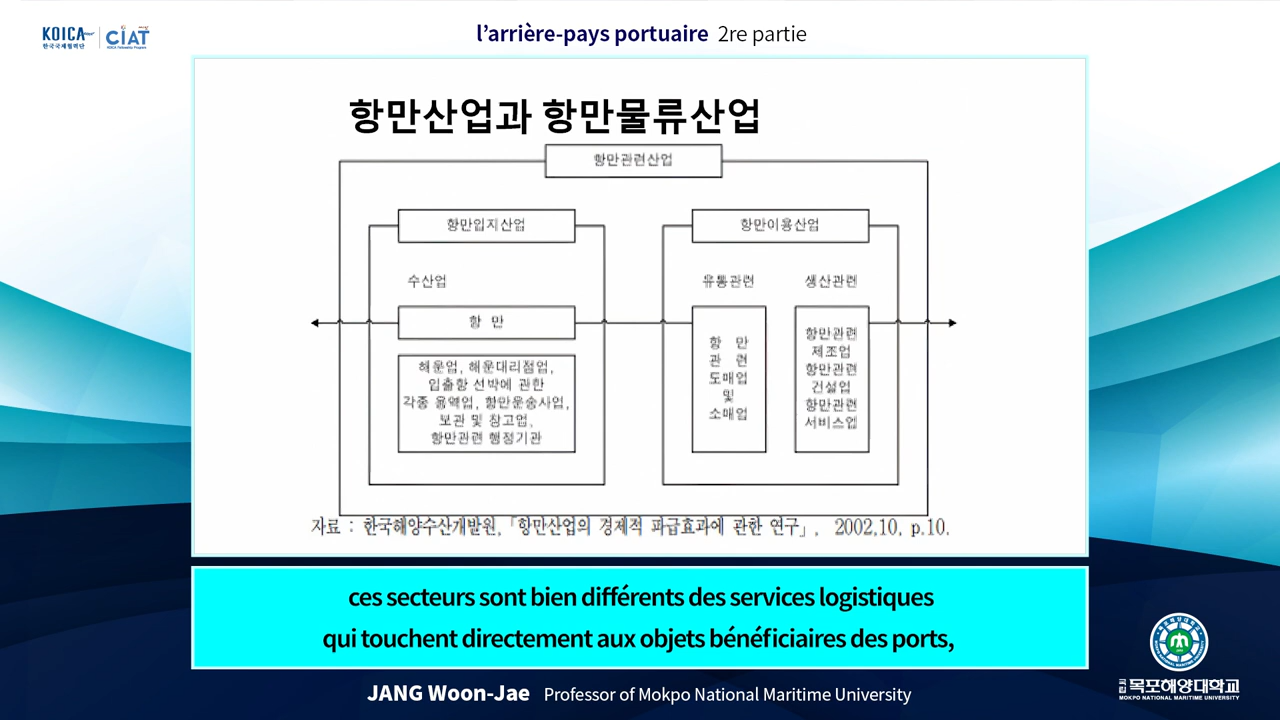 KOICA
한국국제협력단
CIAT
KOICA Fellowship Program
l’arrière-pays portuaire 2re partie
항만산업과 항만물류산업
항만관련산업
항만입지산업
항만이용산업
수산업
유통관련
생산관련
항 만
해운업, 해운대리점업,
입출항 선박에 관한
각종 용역업, 항만운송사업,
보관 및 창고업,
항만관련 행정기관
항 만
관 련
도매업
및
소매업
항만관련
제조업
항만관련
건설업
항만관련
서비스업
자료 : 한국해양수산개발원, 「항만산업의 경제적 파급효과에 관한 연구」, 2002,10, p.10.
ces secteurs sont bien différents des services logistiques
qui touchent directement aux objets bénéficiaires des ports,
JANG Woon-Jae Professor of Mokpo National Maritime University
국립 목포해양대학교
MOKPO NATIONAL MARITIME UNIVERSITY